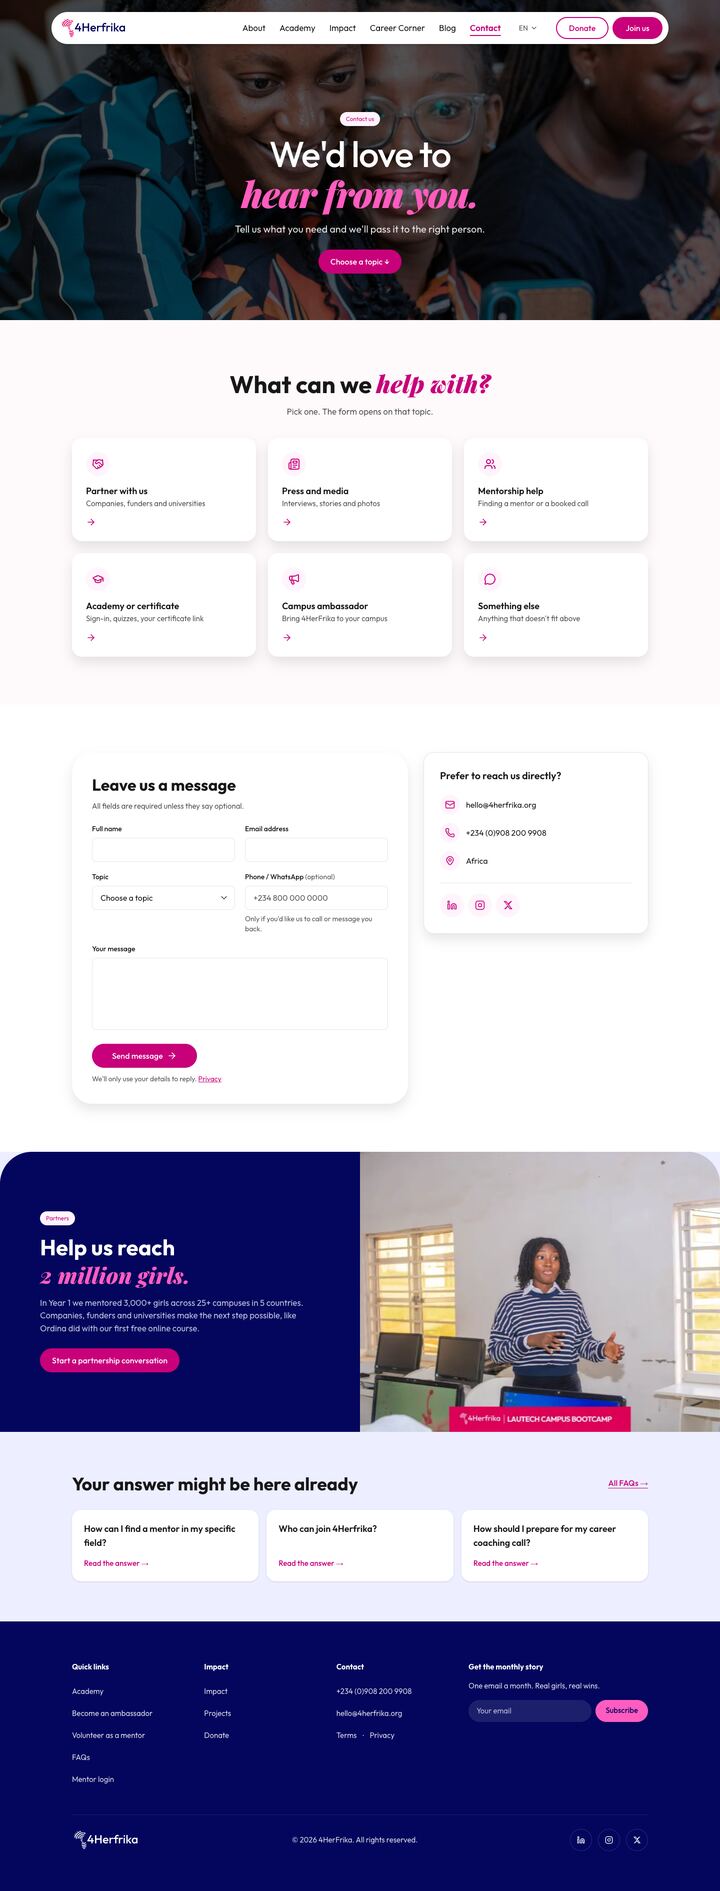 4Herfrika
About
Academy
Impact
Career Corner
Blog
Contact
EN
Donate
Join us
Contact us
We'd love to
hear from you.
Tell us what you need and we'll pass it to the right person.
Choose a topic ↓
What can we help with?
Pick one. The form opens on that topic.
Partner with us
Companies, funders and universities
→
Press and media
Interviews, stories and photos
→
Mentorship help
Finding a mentor or a booked call
→
Academy or certificate
Sign-in, quizzes, your certificate link
→
Campus ambassador
Bring 4HerFrika to your campus
→
Something else
Anything that doesn't fit above
→
Leave us a message
All fields are required unless they say optional.
Full name
Email address
Topic
Choose a topic
Phone / WhatsApp (optional)
+234 800 000 0000
Only if you'd like us to call or message you
back.
Your message
Send message →
We'll only use your details to reply. Privacy
Prefer to reach us directly?
hello@4herfrika.org
+234 (0)908 200 9908
Africa
Partners
Help us reach
2 million girls.
In Year 1 we mentored 3,000+ girls across 25+ campuses in 5 countries.
Companies, funders and universities make the next step possible, like
Ordina did with our first free online course.
Start a partnership conversation
4Herfrika | LAUTECH CAMPUS BOOTCAMP
Your answer might be here already
All FAQs →
How can I find a mentor in my specific
field?
Read the answer →
Who can join 4Herfrika?
Read the answer →
How should I prepare for my career
coaching call?
Read the answer →
Quick links
Academy
Become an ambassador
Volunteer as a mentor
FAQs
Mentor login
Impact
Impact
Projects
Donate
Contact
+234 (0)908 200 9908
hello@4herfrika.org
Terms · Privacy
Get the monthly story
One email a month. Real girls, real wins.
Your email
Subscribe
4Herfrika
© 2026 4HerFrika. All rights reserved.